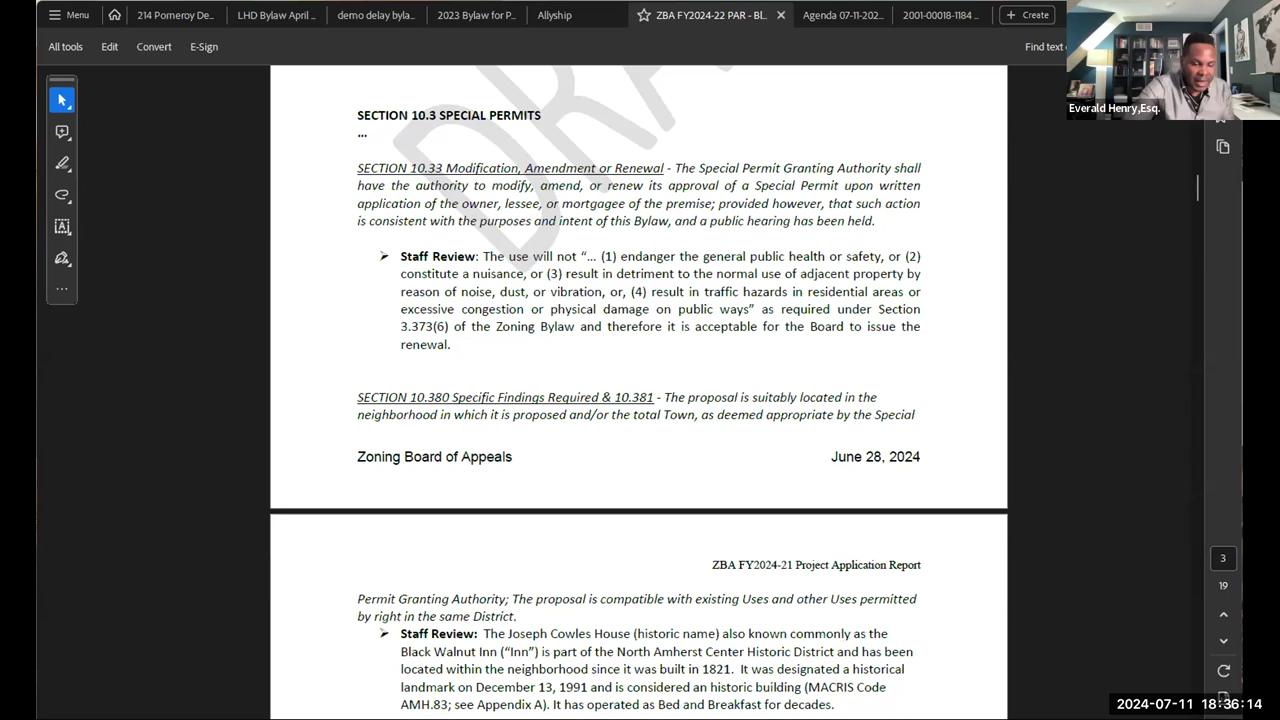 Menu
214 Pomeroy De...
LHD Bylaw April ...
demo delay byla...
2023 Bylaw for P...
Allyship
ZBA FY2024-22 PAR - Bl...
Agenda 07-11-202...
2001-00018-1184 ...
Create
All tools
Edit
Convert
E-Sign
Find text
Everald Henry,Esq.
SECTION 10.3 SPECIAL PERMITS
...
SECTION 10.33 Modification, Amendment or Renewal - The Special Permit Granting Authority shall
have the authority to modify, amend, or renew its approval of a Special Permit upon written
application of the owner, lessee, or mortgagee of the premise; provided however, that such action
is consistent with the purposes and intent of this Bylaw, and a public hearing has been held.
➤ Staff Review: The use will not “... (1) endanger the general public health or safety, or (2)
constitute a nuisance, or (3) result in detriment to the normal use of adjacent property by
reason of noise, dust, or vibration, or, (4) result in traffic hazards in residential areas or
excessive congestion or physical damage on public ways” as required under Section
3.373(6) of the Zoning Bylaw and therefore it is acceptable for the Board to issue the
renewal.
SECTION 10.380 Specific Findings Required & 10.381 - The proposal is suitably located in the
neighborhood in which it is proposed and/or the total Town, as deemed appropriate by the Special
Zoning Board of Appeals June 28, 2024
ZBA FY2024-21 Project Application Report
Permit Granting Authority; The proposal is compatible with existing Uses and other Uses permitted
by right in the same District.
➤ Staff Review: The Joseph Cowles House (historic name) also known commonly as the
Black Walnut Inn (“Inn”) is part of the North Amherst Center Historic District and has been
located within the neighborhood since it was built in 1821. It was designated a historical
landmark on December 13, 1991 and is considered an historic building (MACRIS Code
AMH.83; see Appendix A). It has operated as Bed and Breakfast for decades.
3
19
2024-07-11 18:36:14